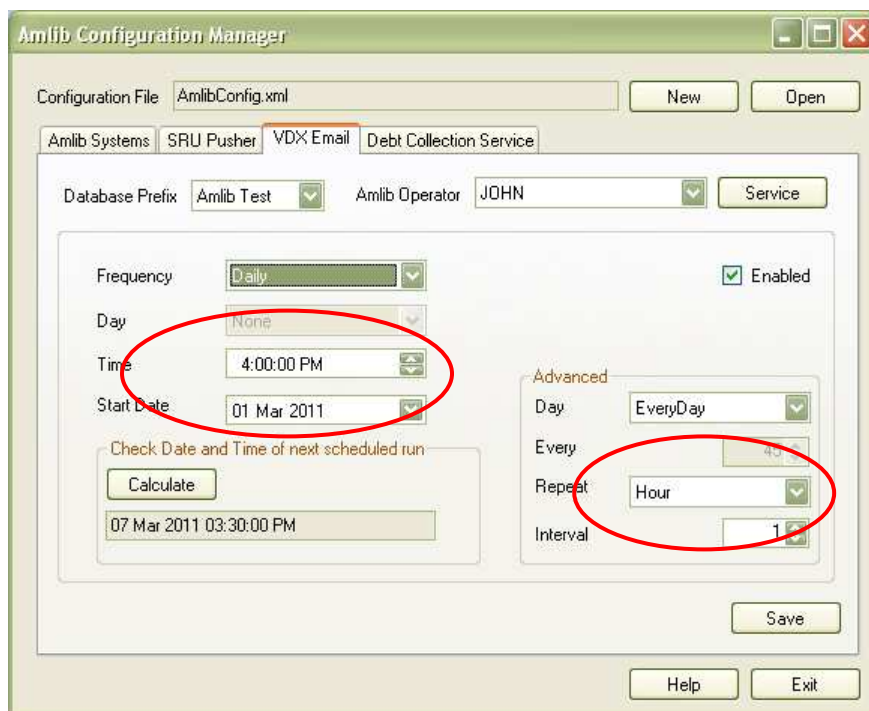 Amlib Configuration Manager
Configuration File AmlibConfig.xml New Open
Amlib Systems SRU Pusher VDX Email Debt Collection Service
Database Prefix Amlib Test Amlib Operator JOHN Service
Frequency Daily Enabled
Day None
Time 4:00:00 PM
Start Date 01 Mar 2011
Check Date and Time of next scheduled run
Calculate
07 Mar 2011 03:30:00 PM
Advanced
Day EveryDay
Every 45
Repeat Hour
Interval 1
Save
Help Exit